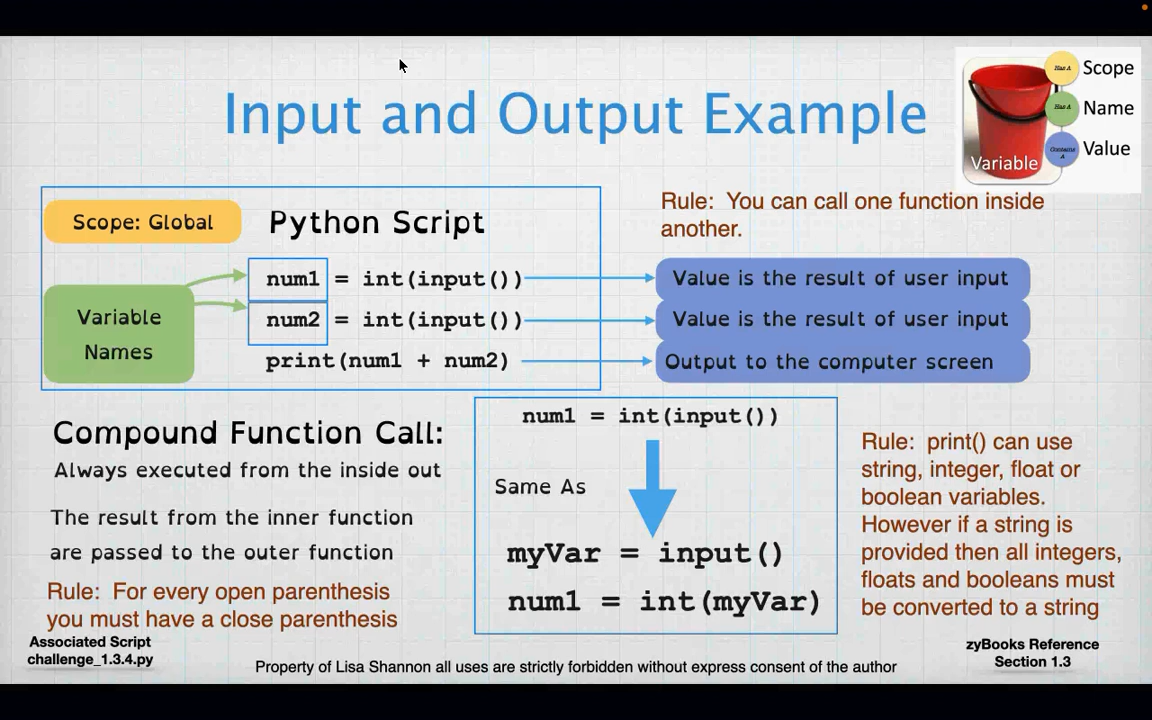 Input and Output Example
Has A
Scope
Has A
Name
Contains
A
Value
Variable
Scope: Global
Python Script
Variable
Names
num1 = int(input())
num2 = int(input())
print(num1 + num2)
Rule:  You can call one function inside
another.
Value is the result of user input
Value is the result of user input
Output to the computer screen
Compound Function Call:
Always executed from the inside out
The result from the inner function
are passed to the outer function
Rule:  For every open parenthesis
you must have a close parenthesis
num1 = int(input())
Same As
myVar = input()
num1 = int(myVar)
Rule:  print() can use
string, integer, float or
boolean variables.
However if a string is
provided then all integers,
floats and booleans must
be converted to a string
Associated Script
challenge_1.3.4.py
Property of Lisa Shannon all uses are strictly forbidden without express consent of the author
zyBooks Reference
Section 1.3